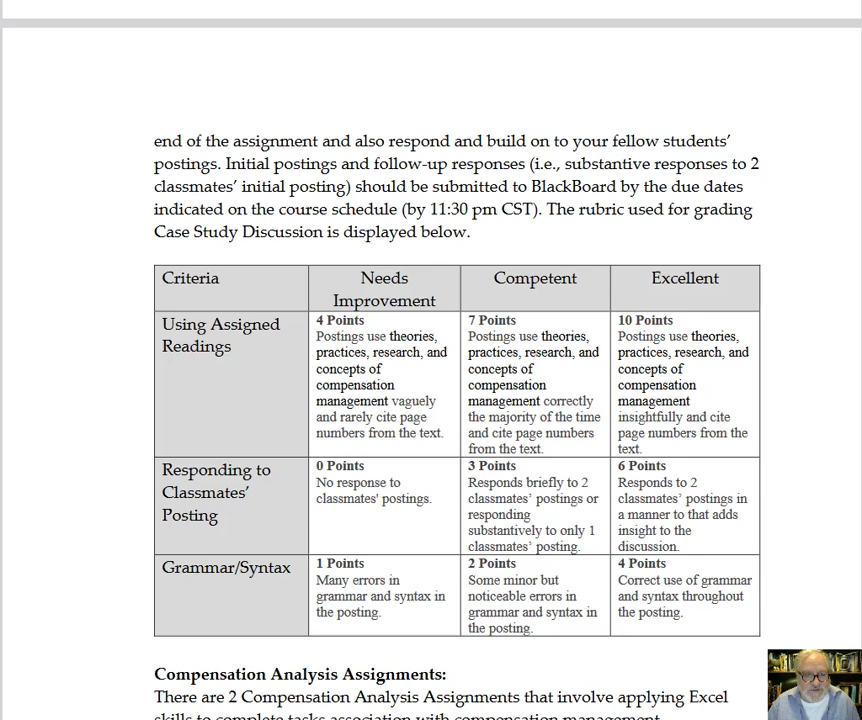 end of the assignment and also respond and build on to your fellow students’
postings. Initial postings and follow-up responses (i.e., substantive responses to 2
classmates’ initial posting) should be submitted to BlackBoard by the due dates
indicated on the course schedule (by 11:30 pm CST). The rubric used for grading
Case Study Discussion is displayed below.
Criteria
Needs
Improvement
Competent
Excellent
Using Assigned
Readings
4 Points
Postings use theories,
practices, research, and
concepts of
compensation
management vaguely
and rarely cite page
numbers from the text.
7 Points
Postings use theories,
practices, research, and
concepts of
compensation
management correctly
the majority of the time
and cite page numbers
from the text.
10 Points
Postings use theories,
practices, research, and
concepts of
compensation
management
insightfully and cite
page numbers from the
text.
Responding to
Classmates’
Posting
0 Points
No response to
classmates' postings.
3 Points
Responds briefly to 2
classmates’ postings or
responding
substantively to only 1
classmates’ posting.
6 Points
Responds to 2
classmates’ postings in
a manner to that adds
insight to the
discussion.
Grammar/Syntax
1 Points
Many errors in
grammar and syntax in
the posting.
2 Points
Some minor but
noticeable errors in
grammar and syntax in
the posting.
4 Points
Correct use of grammar
and syntax throughout
the posting.
Compensation Analysis Assignments:
There are 2 Compensation Analysis Assignments that involve applying Excel
skills to complete tasks association with compensation management